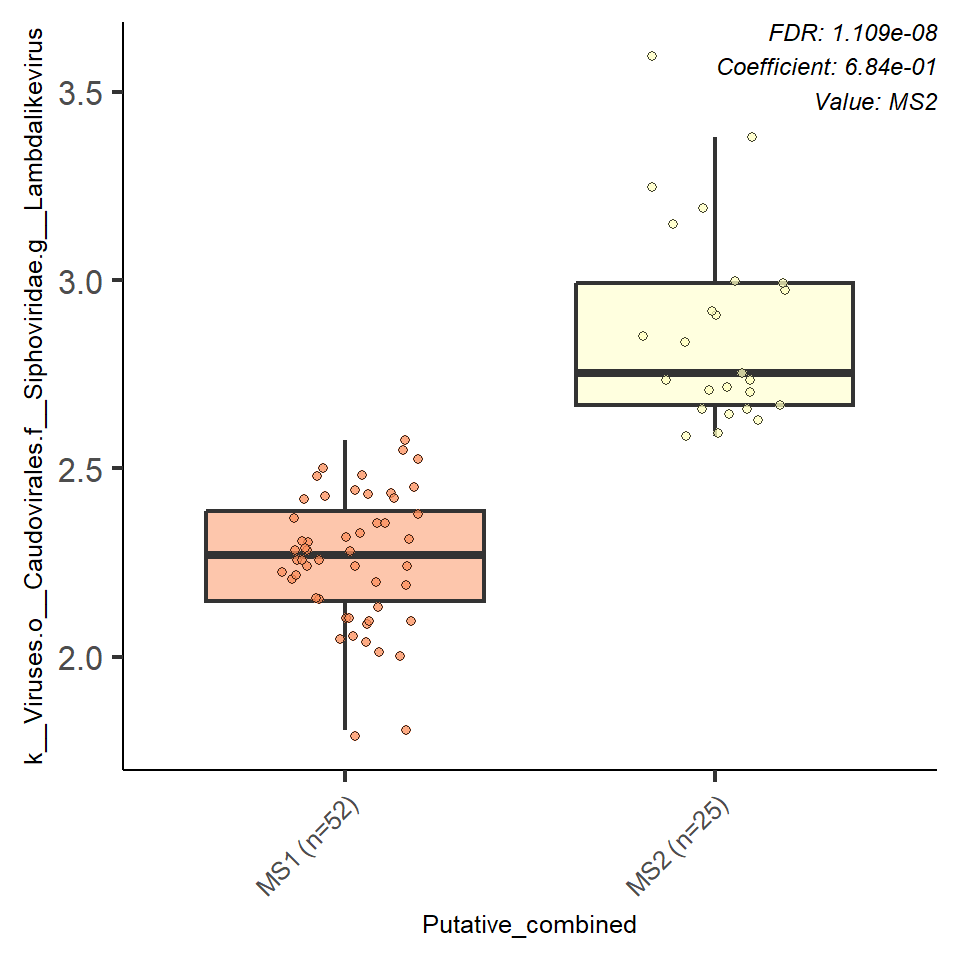 FDR: 1.109e-08
Coefficient: 6.84e-01
Value: MS2
k__Viruses.o__Caudovirales.f__Siphoviridae.g__Lambdalikevirus
3.5
3.0
2.5
2.0
MS1 (n=52)
MS2 (n=25)
Putative_combined